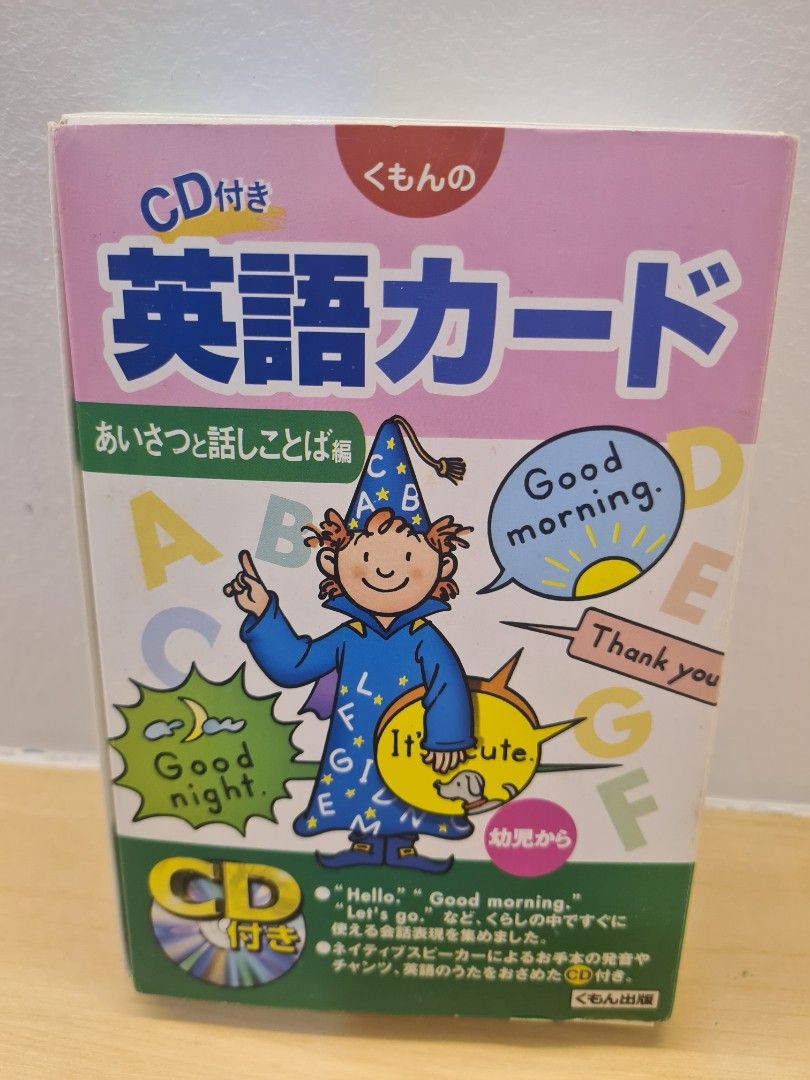 くもんの
CD付き
英語カード
あいさつと話しことば編
C
A B
Good
morning.
A
B
C
D
E
G
F
Thank you
Good
night.
L
F
G I
E
M
N
It's cute.
幼児から
CD
付き
●"Hello." "Good morning."
"Let's go." など、くらしの中ですぐに
使える会話表現を集めました。
●ネイティブスピーカーによるお手本の発音や
チャンツ、英語のうたをおさめたCD付き。
くもん出版